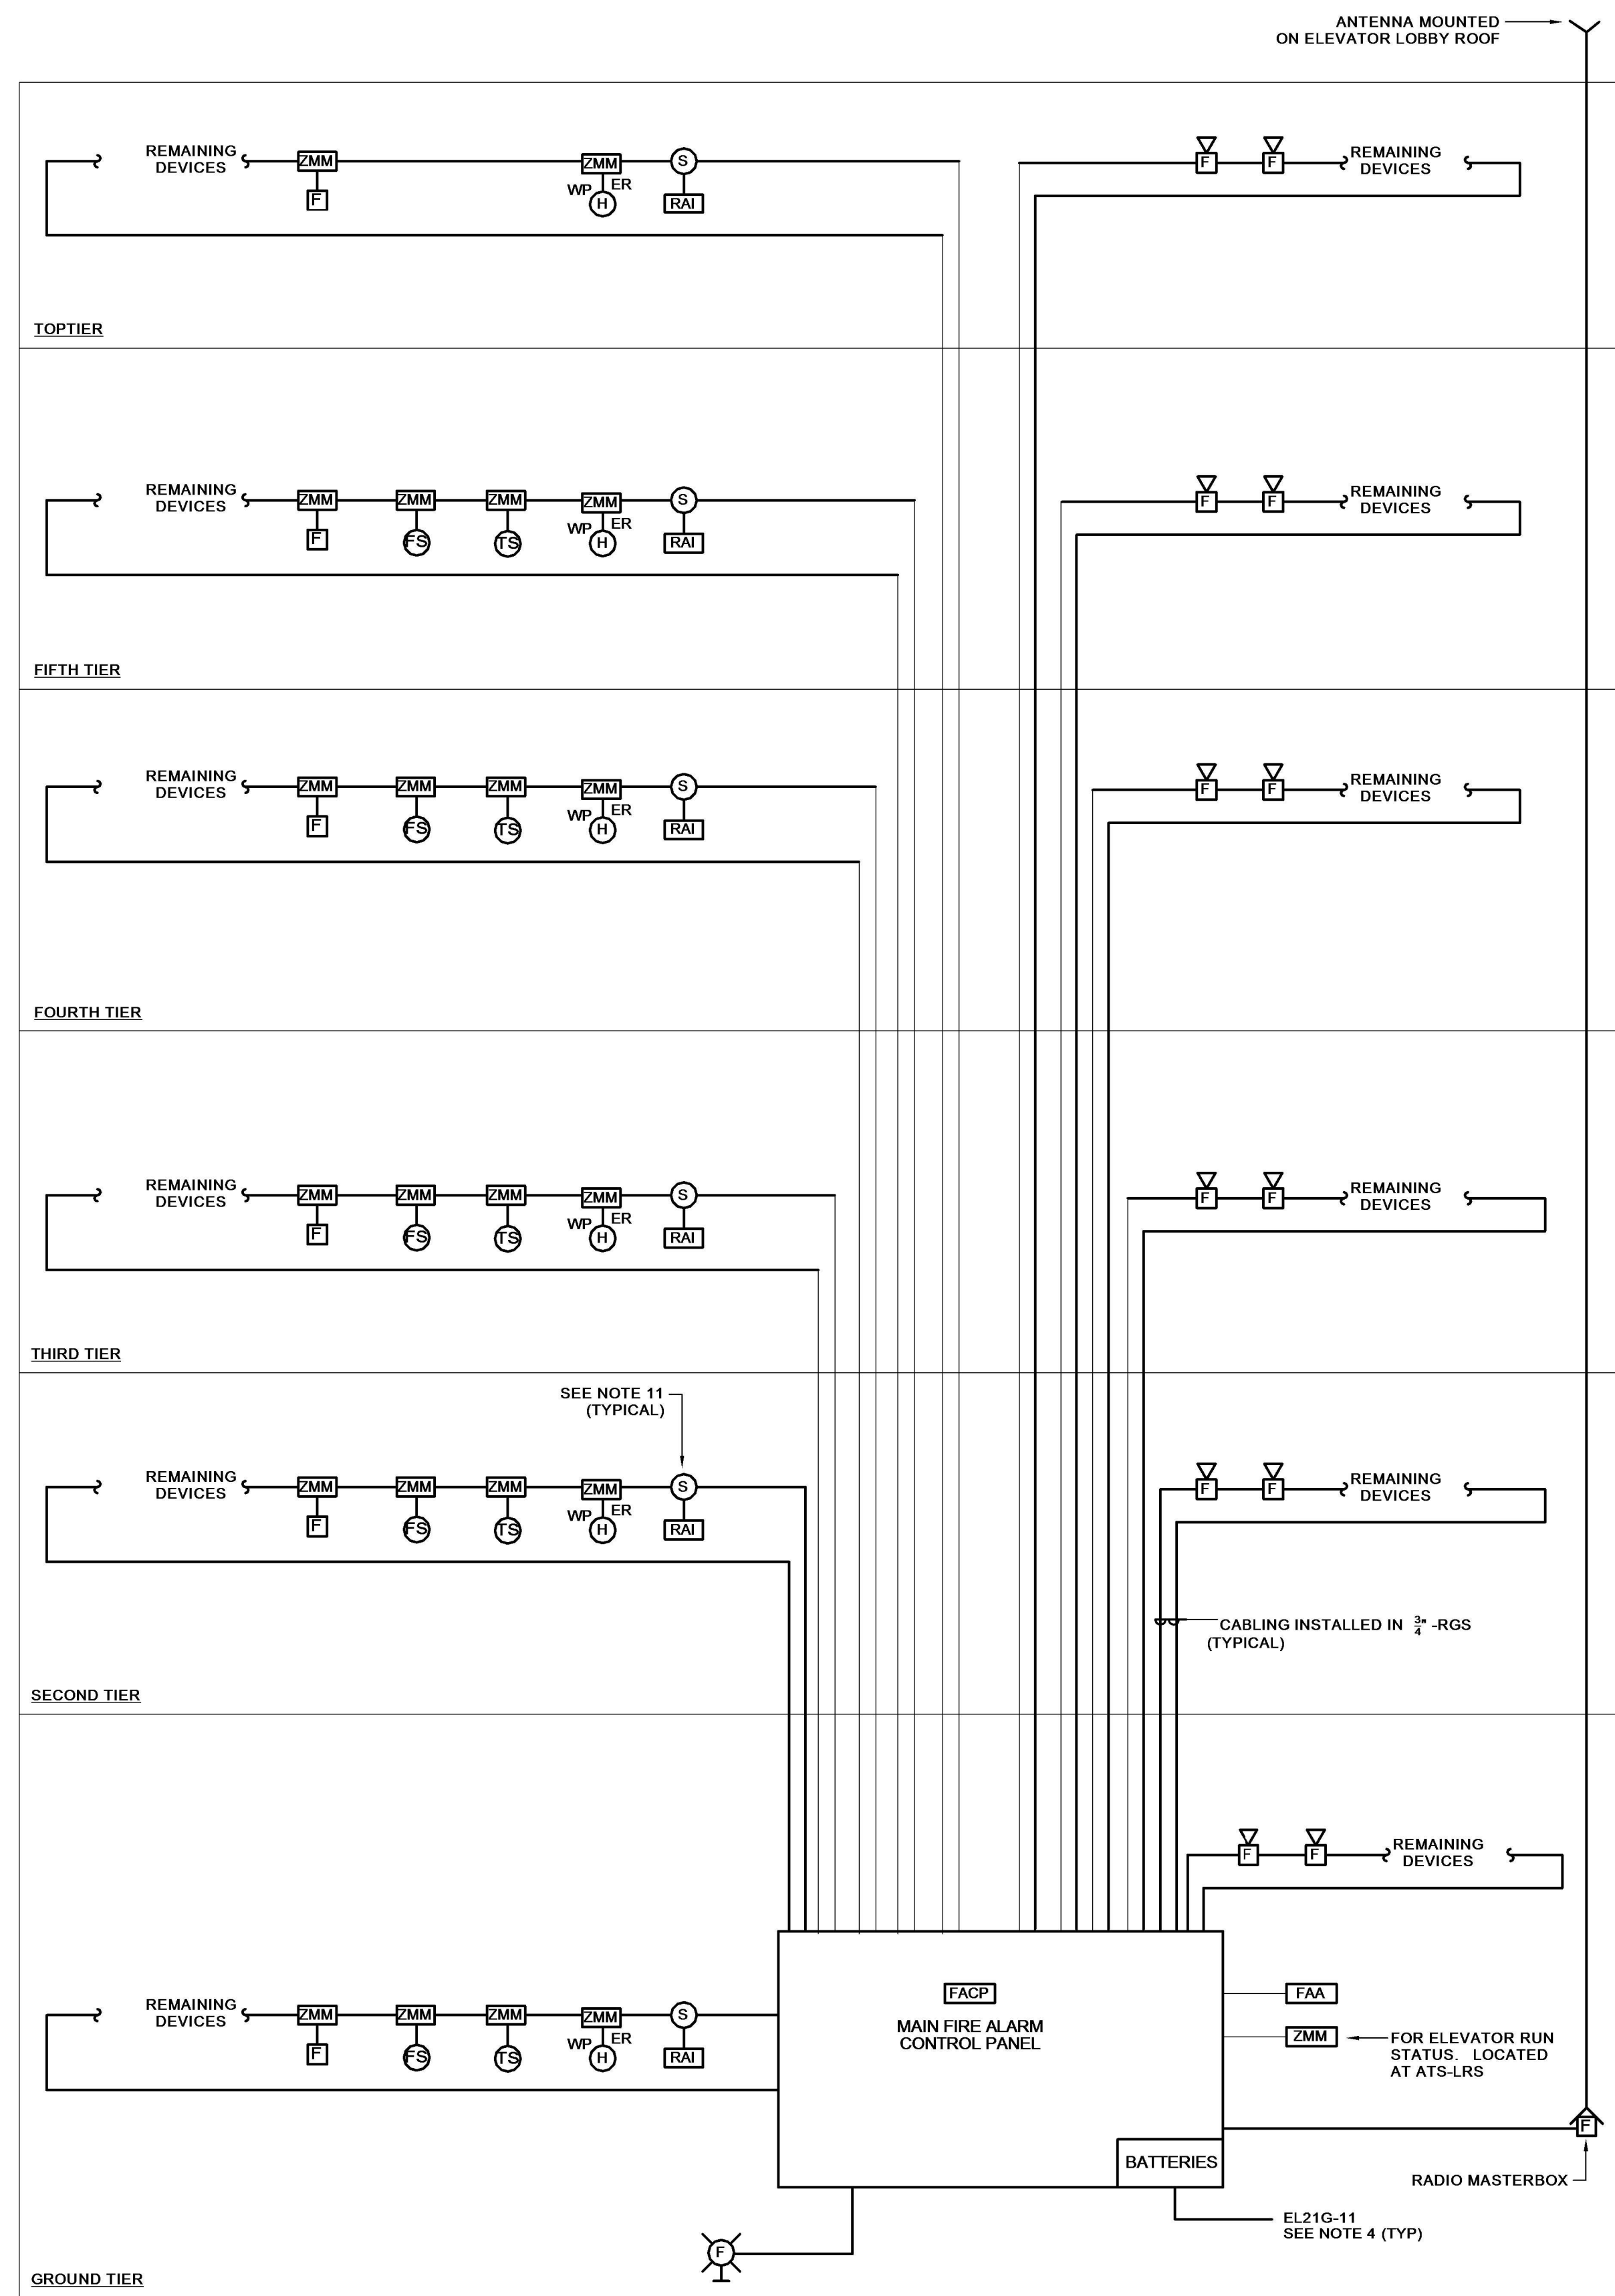 ANTENNA MOUNTED
ON ELEVATOR LOBBY ROOF
REMAINING
DEVICES
ZMM
F
ZMM
WP
ER
H
S
RAI
F
F
REMAINING
DEVICES
TOPTIER
REMAINING
DEVICES
ZMM
F
ZMM
FS
ZMM
TS
ZMM
WP
ER
H
S
RAI
F
F
REMAINING
DEVICES
FIFTH TIER
REMAINING
DEVICES
ZMM
F
ZMM
FS
ZMM
TS
ZMM
WP
ER
H
S
RAI
F
F
REMAINING
DEVICES
FOURTH TIER
REMAINING
DEVICES
ZMM
F
ZMM
FS
ZMM
TS
ZMM
WP
ER
H
S
RAI
F
F
REMAINING
DEVICES
THIRD TIER
SEE NOTE 11
(TYPICAL)
REMAINING
DEVICES
ZMM
F
ZMM
FS
ZMM
TS
ZMM
WP
ER
H
S
RAI
F
F
REMAINING
DEVICES
CABLING INSTALLED IN 3/4" -RGS
(TYPICAL)
SECOND TIER
F
F
REMAINING
DEVICES
REMAINING
DEVICES
ZMM
F
ZMM
FS
ZMM
TS
ZMM
WP
ER
H
S
RAI
FACP
MAIN FIRE ALARM
CONTROL PANEL
BATTERIES
FAA
ZMM
FOR ELEVATOR RUN
STATUS. LOCATED
AT ATS-LRS
F
RADIO MASTERBOX
EL21G-11
SEE NOTE 4 (TYP)
F
GROUND TIER